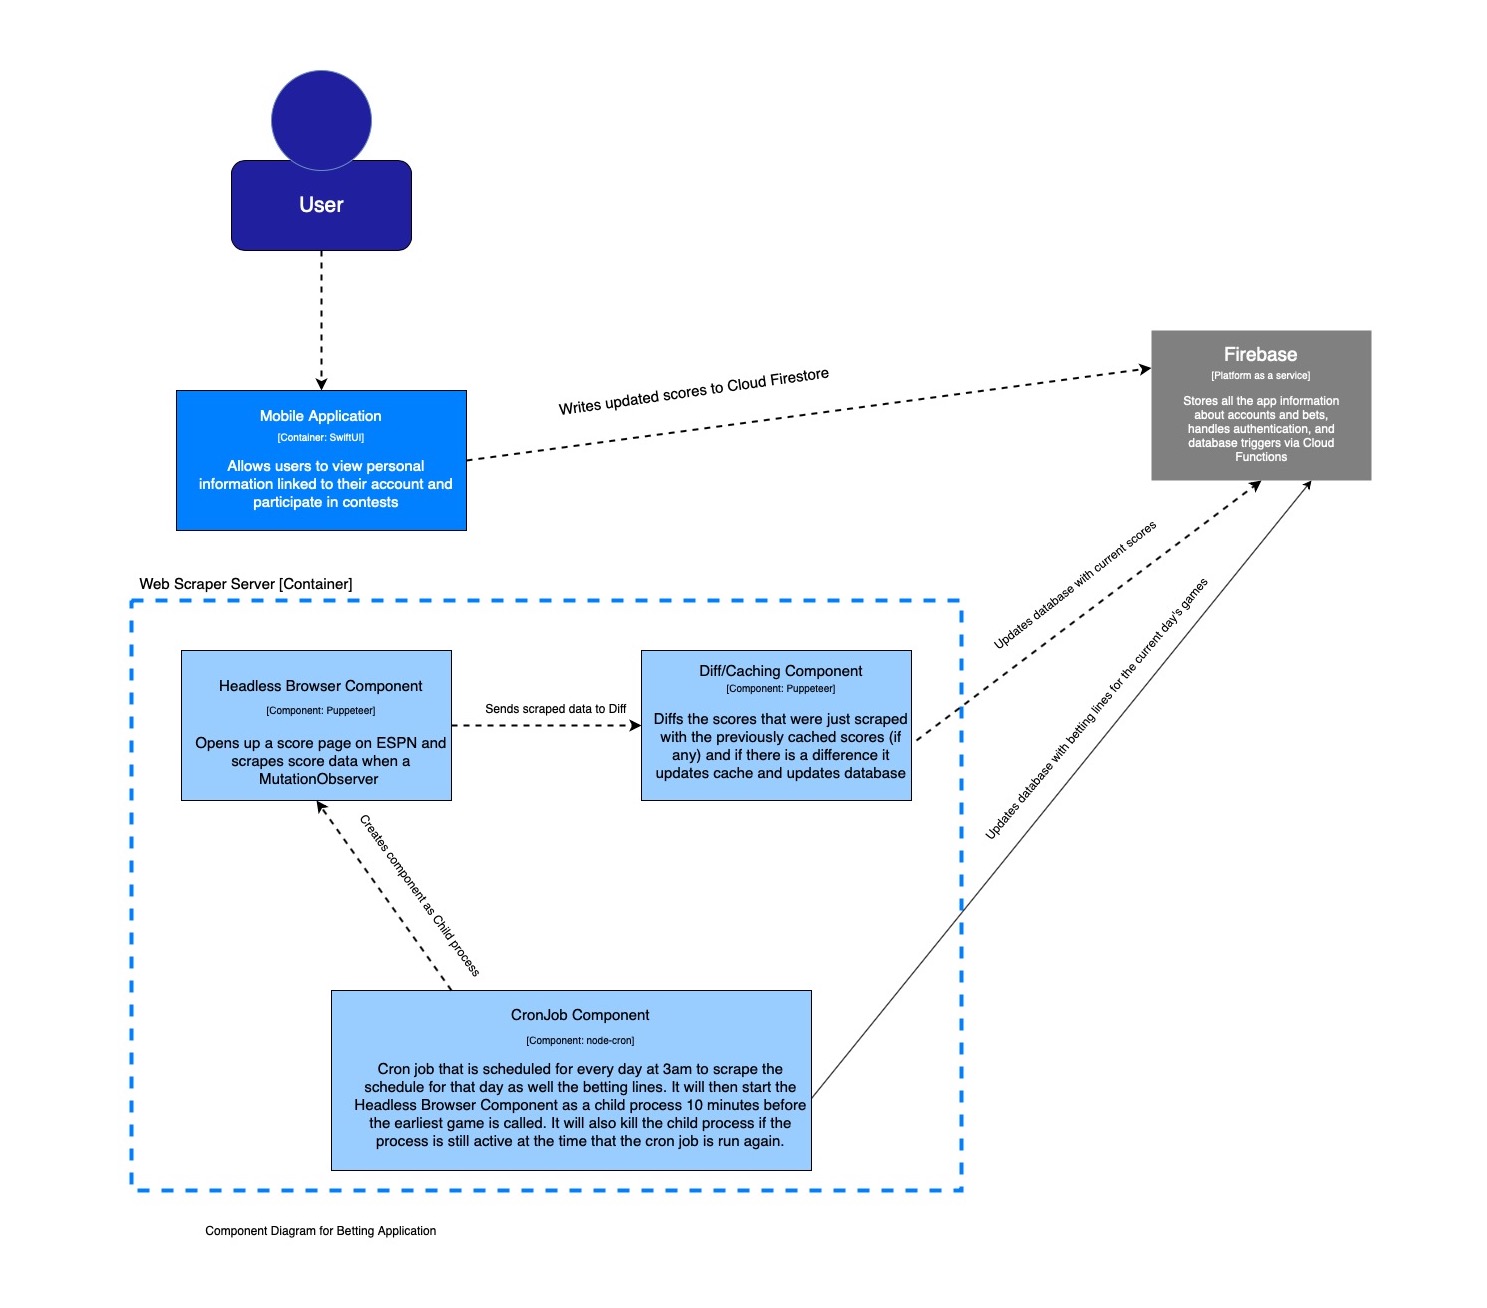 User
Mobile Application
[Container: SwiftUI]
Allows users to view personal
information linked to their account and
participate in contests
Writes updated scores to Cloud Firestore
Firebase
[Platform as a service]
Stores all the app information
about accounts and bets,
handles authentication, and
database triggers via Cloud
Functions
Web Scraper Server [Container]
Headless Browser Component
[Component: Puppeteer]
Opens up a score page on ESPN and
scrapes score data when a
MutationObserver
Sends scraped data to Diff
Diff/Caching Component
[Component: Puppeteer]
Diffs the scores that were just scraped
with the previously cached scores (if
any) and if there is a difference it
updates cache and updates database
Updates database with current scores
Updates database with betting lines for the current day's games
Creates component as Child process
CronJob Component
[Component: node-cron]
Cron job that is scheduled for every day at 3am to scrape the
schedule for that day as well the betting lines. It will then start the
Headless Browser Component as a child process 10 minutes before
the earliest game is called. It will also kill the child process if the
process is still active at the time that the cron job is run again.
Component Diagram for Betting Application